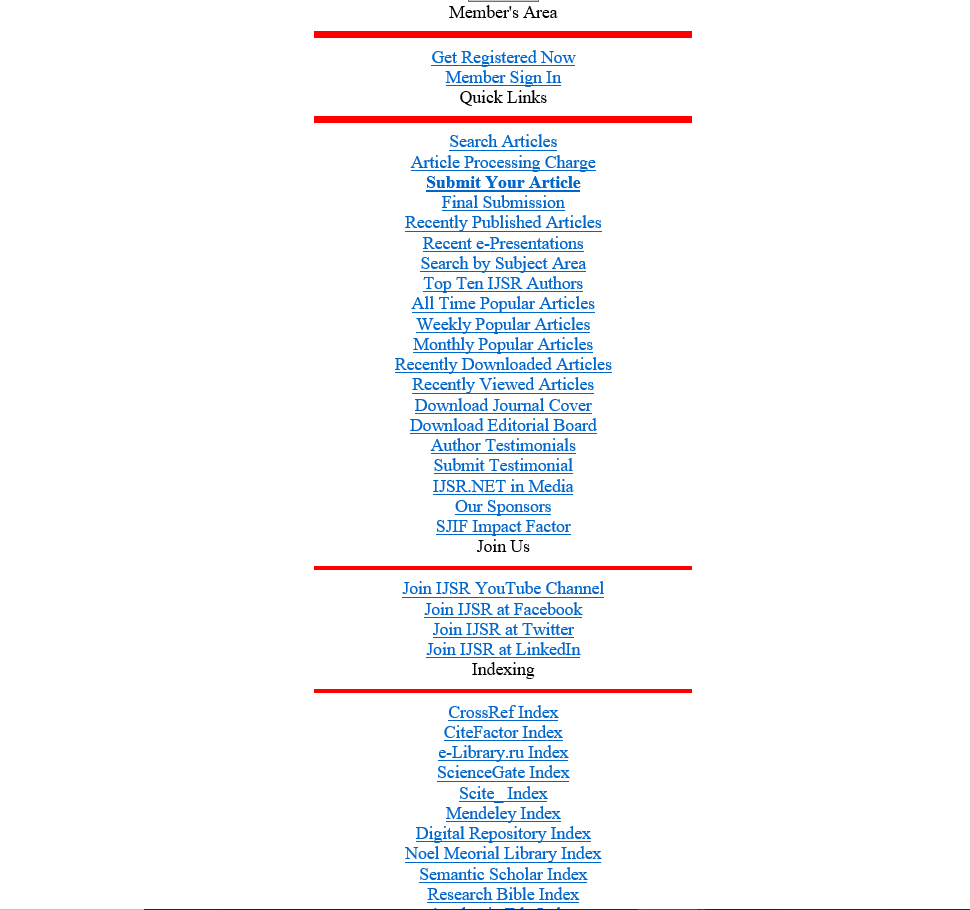 Member's Area
Get Registered Now
Member Sign In
Quick Links
Search Articles
Article Processing Charge
Submit Your Article
Final Submission
Recently Published Articles
Recent e-Presentations
Search by Subject Area
Top Ten IJSR Authors
All Time Popular Articles
Weekly Popular Articles
Monthly Popular Articles
Recently Downloaded Articles
Recently Viewed Articles
Download Journal Cover
Download Editorial Board
Author Testimonials
Submit Testimonial
IJSR.NET in Media
Our Sponsors
SJIF Impact Factor
Join Us
Join IJSR YouTube Channel
Join IJSR at Facebook
Join IJSR at Twitter
Join IJSR at LinkedIn
Indexing
CrossRef Index
CiteFactor Index
e-Library.ru Index
ScienceGate Index
Scite_ Index
Mendeley Index
Digital Repository Index
Noel Meorial Library Index
Semantic Scholar Index
Research Bible Index